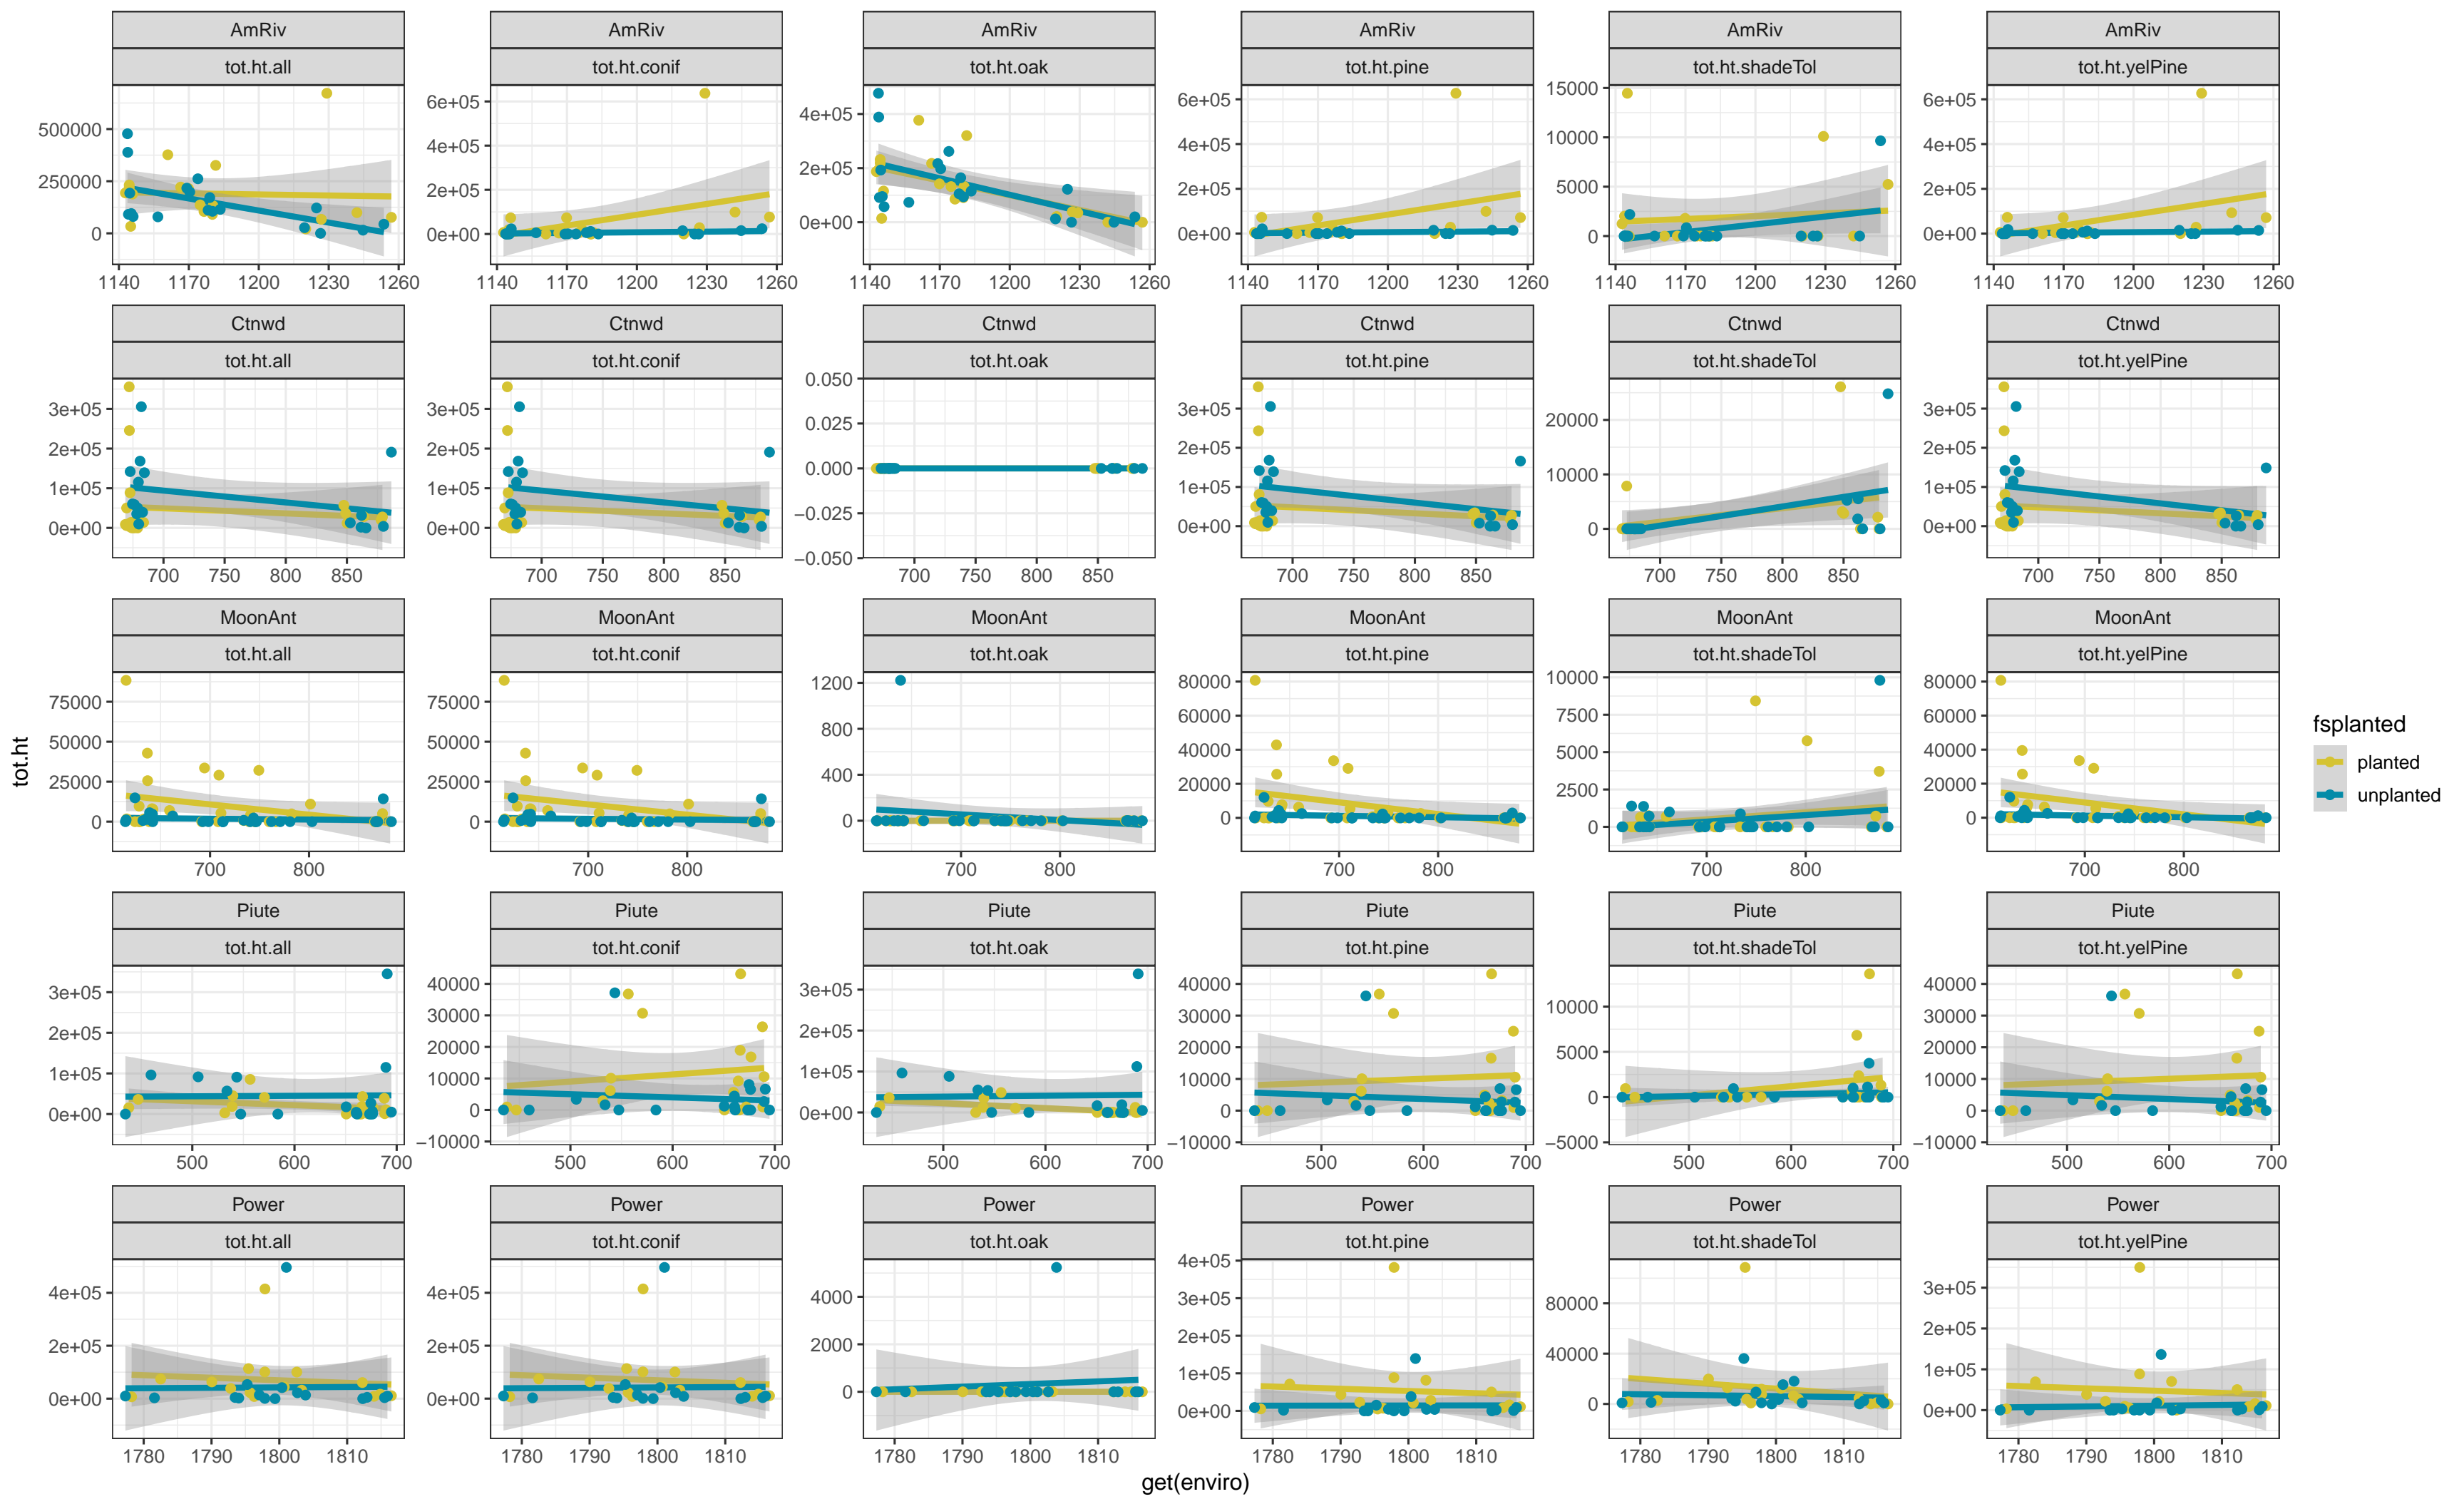 AmRiv AmRiv AmRiv AmRiv AmRiv AmRiv
tot.ht.all tot.ht.conif tot.ht.oak tot.ht.pine tot.ht.shadeTol tot.ht.yelPine
500000
250000
0
6e+05
4e+05
2e+05
0e+00
4e+05
2e+05
0e+00
6e+05
4e+05
2e+05
0e+00
15000
10000
5000
0
6e+05
4e+05
2e+05
0e+00
1140 1170 1200 1230 1260 1140 1170 1200 1230 1260 1140 1170 1200 1230 1260 1140 1170 1200 1230 1260 1140 1170 1200 1230 1260 1140 1170 1200 1230 1260
Ctnwd Ctnwd Ctnwd Ctnwd Ctnwd Ctnwd
tot.ht.all tot.ht.conif tot.ht.oak tot.ht.pine tot.ht.shadeTol tot.ht.yelPine
3e+05
2e+05
1e+05
0e+00
3e+05
2e+05
1e+05
0e+00
0.050
0.025
0.000
−0.025
−0.050
3e+05
2e+05
1e+05
0e+00
20000
10000
0
3e+05
2e+05
1e+05
0e+00
700 750 800 850 700 750 800 850 700 750 800 850 700 750 800 850 700 750 800 850 700 750 800 850
MoonAnt MoonAnt MoonAnt MoonAnt MoonAnt MoonAnt
tot.ht.all tot.ht.conif tot.ht.oak tot.ht.pine tot.ht.shadeTol tot.ht.yelPine
75000
50000
25000
0
75000
50000
25000
0
1200
800
400
0
80000
60000
40000
20000
0
10000
7500
5000
2500
0
80000
60000
40000
20000
0
700 800 700 800 700 800 700 800 700 800 700 800
Piute Piute Piute Piute Piute Piute
tot.ht.all tot.ht.conif tot.ht.oak tot.ht.pine tot.ht.shadeTol tot.ht.yelPine
3e+05
2e+05
1e+05
0e+00
40000
30000
20000
10000
0
−10000
3e+05
2e+05
1e+05
0e+00
40000
30000
20000
10000
0
−10000
10000
5000
0
−5000
40000
30000
20000
10000
0
−10000
500 600 700 500 600 700 500 600 700 500 600 700 500 600 700 500 600 700
Power Power Power Power Power Power
tot.ht.all tot.ht.conif tot.ht.oak tot.ht.pine tot.ht.shadeTol tot.ht.yelPine
4e+05
2e+05
0e+00
4e+05
2e+05
0e+00
4000
2000
0
4e+05
3e+05
2e+05
1e+05
0e+00
80000
40000
0
3e+05
2e+05
1e+05
0e+00
1780 1790 1800 1810 1780 1790 1800 1810 1780 1790 1800 1810 1780 1790 1800 1810 1780 1790 1800 1810 1780 1790 1800 1810
get(enviro)
tot.ht
fsplanted
planted
unplanted